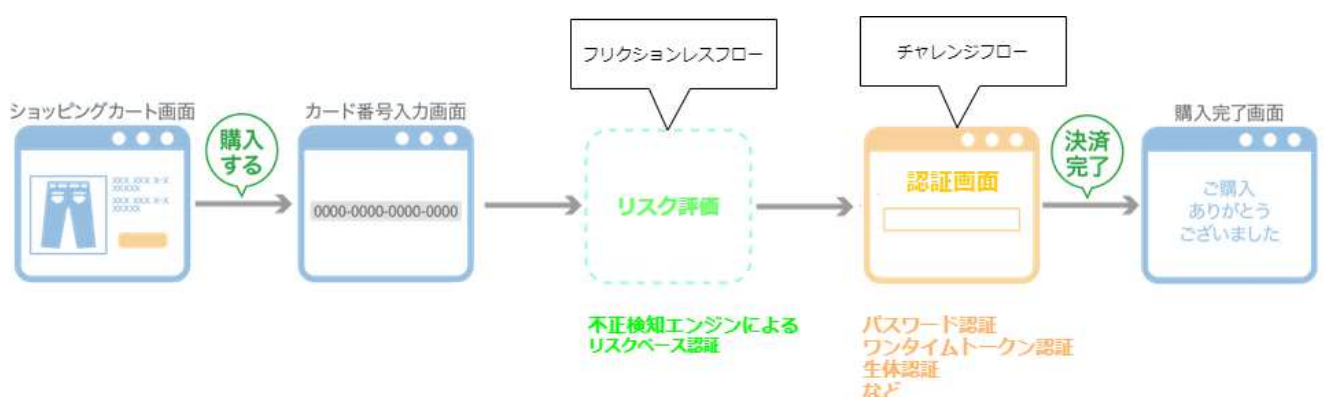 フリクションレスフロー
チャレンジフロー
ショッピングカート画面
購入
する
カード番号入力画面
決済
完了
購入完了画面
XXX XXX X-X
XXXXX
XXX XXX X-X
XXXXX
0000-0000-0000-0000
リスク評価
認証画面
ご購入
ありがとう
ございました
不正検知エンジンによる
リスクベース認証
パスワード認証
ワンタイムトークン認証
生体認証
など